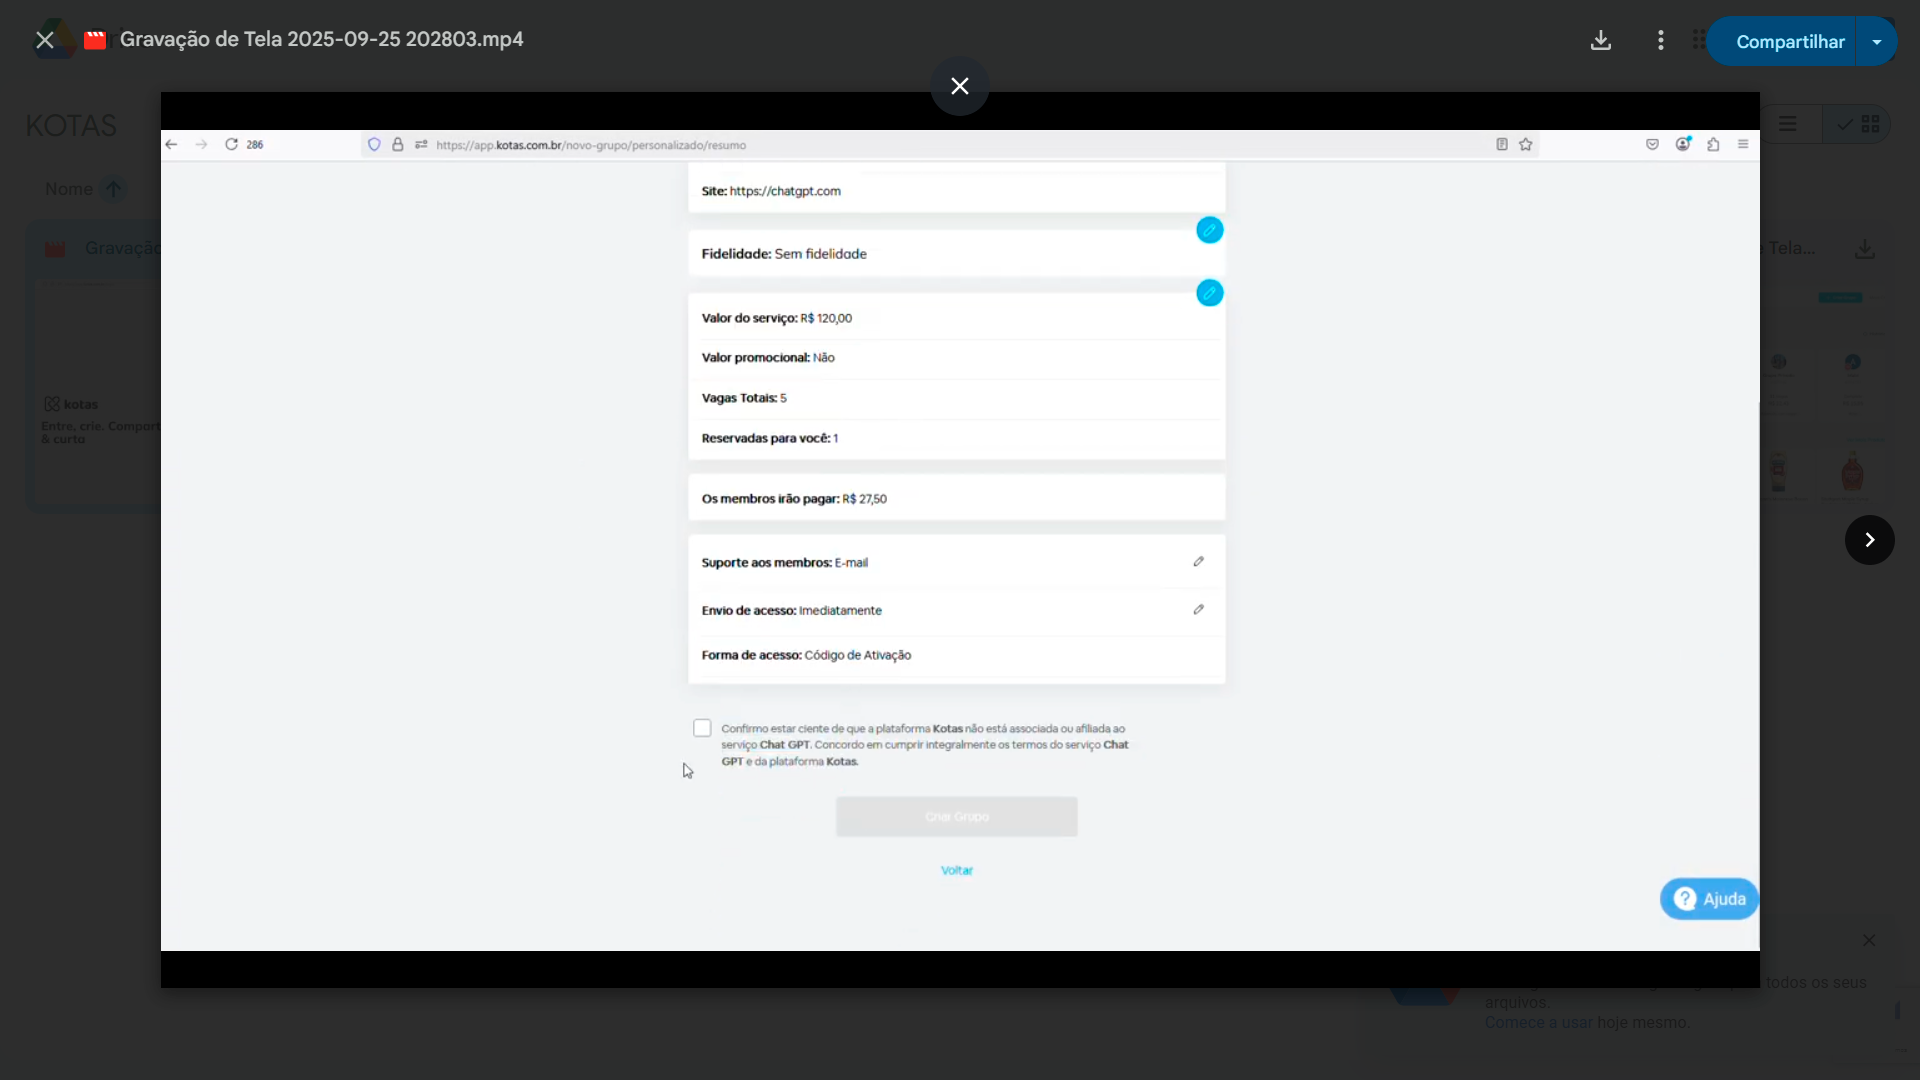 Gravação de Tela 2025-09-25 202803.mp4
Compartilhar
KOTAS
Nome
Gravação
Tela...
kotas
Entre, crie. Compart
& curta
286
https://app.kotas.com.br/novo-grupo/personalizado/resumo
Site: https://chatgpt.com
Fidelidade: Sem fidelidade
Valor do serviço: R$ 120,00
Valor promocional: Não
Vagas Totais: 5
Reservadas para você: 1
Os membros irão pagar: R$ 27,50
Suporte aos membros: E-mail
Envio de acesso: Imediatamente
Forma de acesso: Código de Ativação
Confirmo estar ciente de que a plataforma Kotas não está associada ou afiliada ao
serviço Chat GPT. Concordo em cumprir integralmente os termos do serviço Chat
GPT e da plataforma Kotas.
Criar Grupo
Voltar
Ajuda
todos os seus
arquivos.
Comece a usar hoje mesmo.